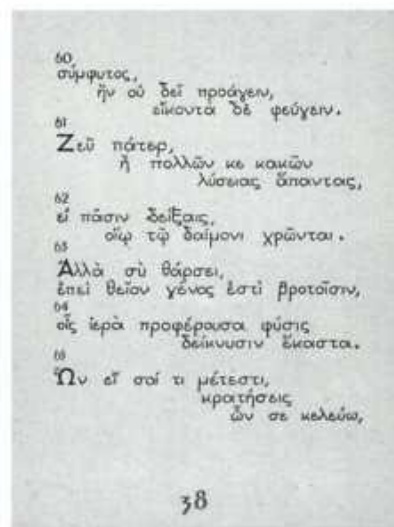 60
σύμφυτος,
ἣν οὐ δεῖ προάγειν,
εἴκοντα δὲ φεύγειν.
61
Ζεῦ πάτερ,
ἦ πολλῶν κε κακῶν
λύσειας ἅπαντας,
62
εἰ πᾶσιν δείξαις,
οἵῳ τῷ δαίμονι χρῶνται.
63
Ἀλλὰ σὺ θάρσει,
ἐπεὶ θεῖον γένος ἐστὶ βροτοῖσιν,
64
οἷς ἱερὰ προφέρουσα φύσις
δείκνυσιν ἕκαστα.
65
Ὧν εἴ σοί τι μέτεστι,
κρατήσεις
ὧν σε κελεύω,
38